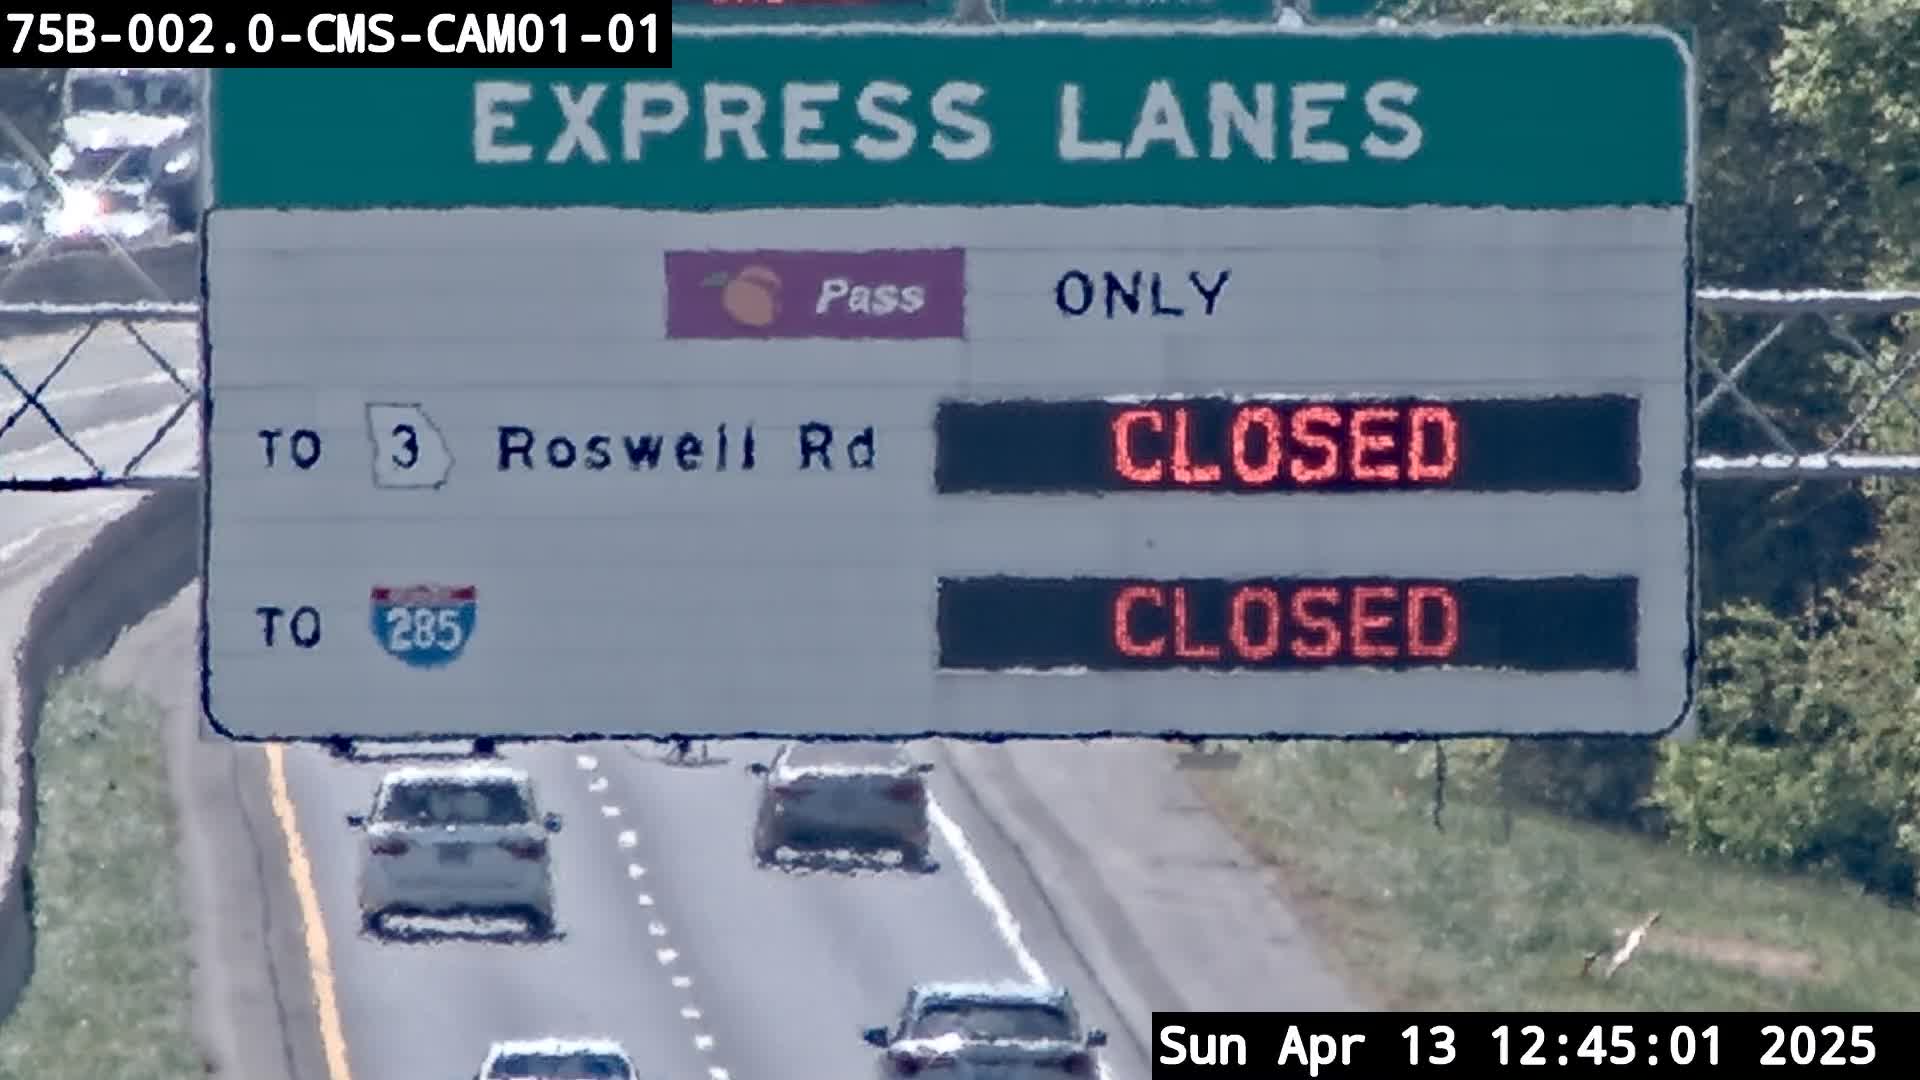 75B-002.0-CMS-CAM01-01
EXPRESS LANES
Pass ONLY
TO 3 Roswell Rd CLOSED
TO 285 CLOSED
Sun Apr 13 12:45:01 2025